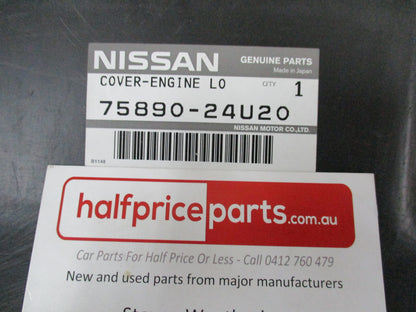 NISSAN GENUINE PARTS
Made in Japan
COVER-ENGINE LO QTY 1
75890-24U20
NISSAN MOTOR CO.,LTD.
B1148
halfpriceparts.com.au
Car Parts For Half Price Or Less - Call 0412 760 479
New and used parts from major manufacturers